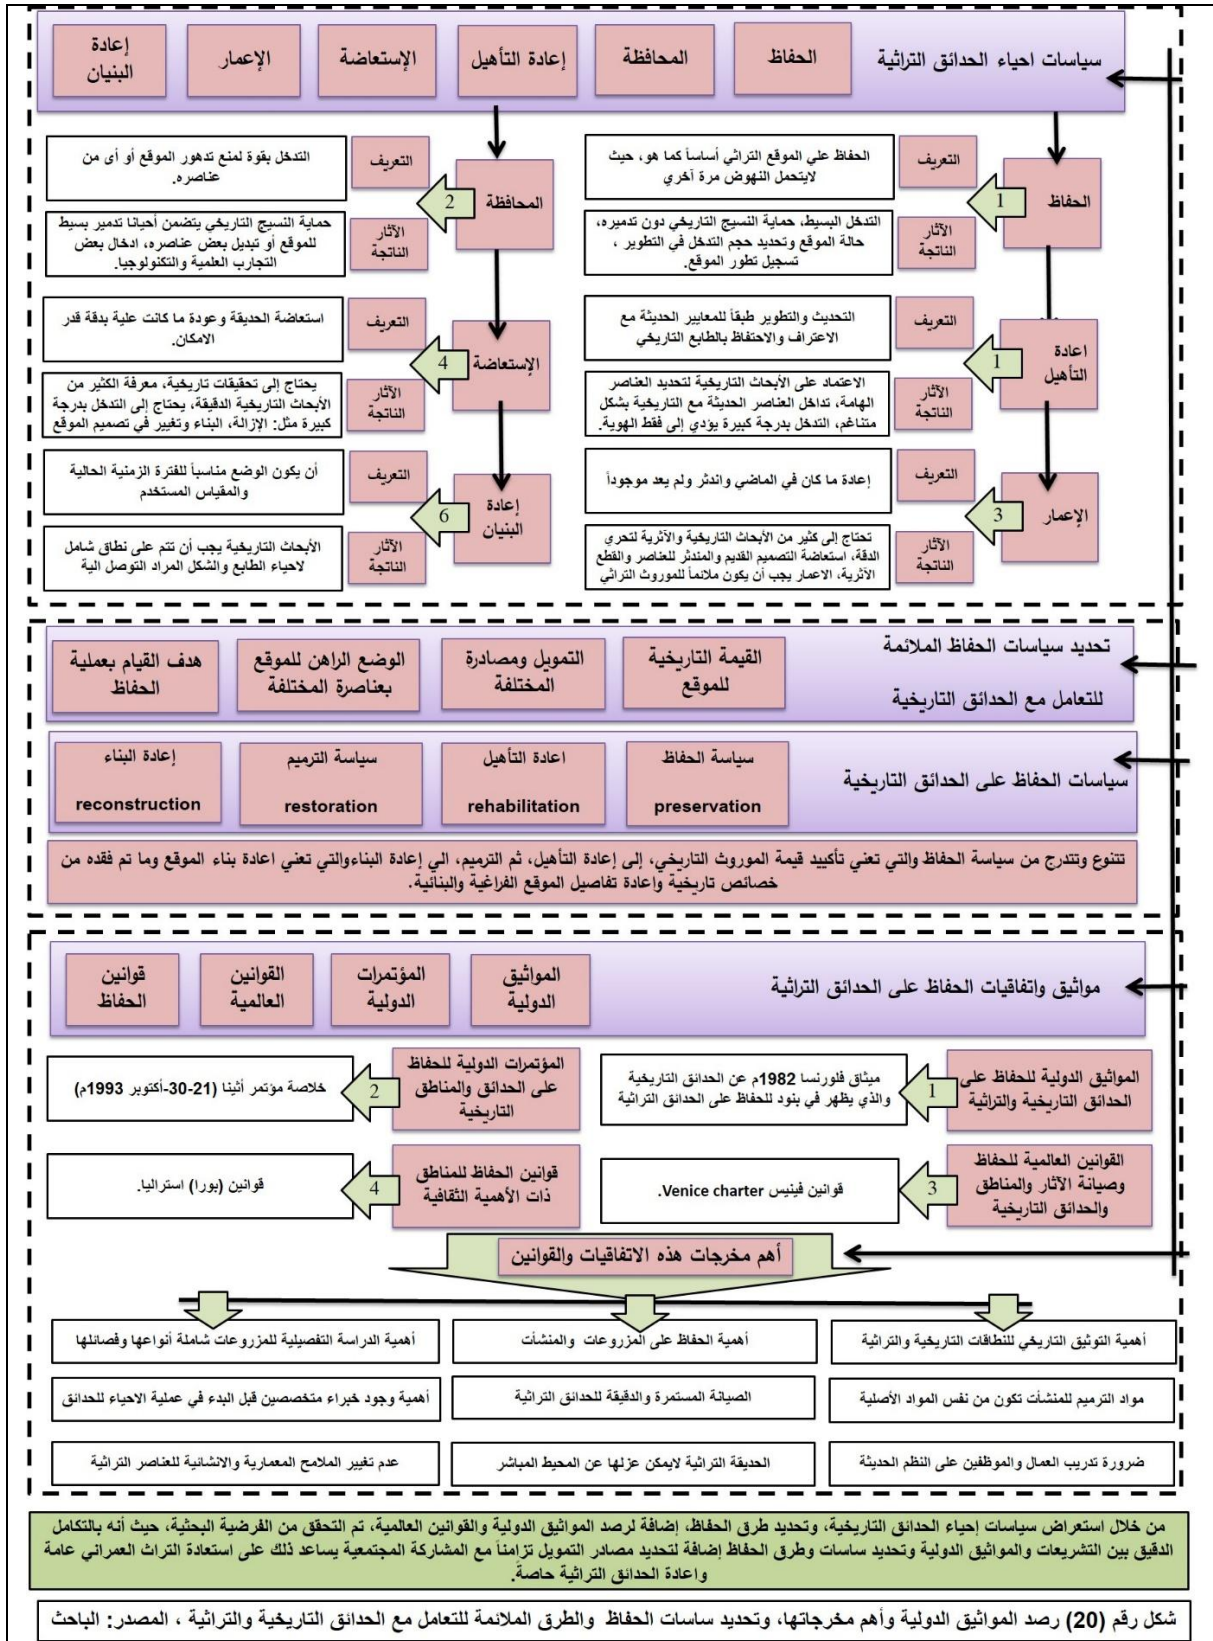 سياسات احياء الحدائق التراثية
الحفاظ
المحافظة
إعادة التأهيل
الإستعاضة
الإعمار
إعادة
البنيان
الحفاظ
1
التعريف
الحفاظ علي الموقع التراثي أساساً كما هو، حيث
لايتحمل النهوض مرة آخري
الآثار
الناتجة
التدخل البسيط، حماية النسيج التاريخي دون تدميره،
حالة الموقع وتحديد حجم التدخل في التطوير ،
تسجيل تطور الموقع.
المحافظة
2
التعريف
التدخل بقوة لمنع تدهور الموقع أو أى من
عناصره.
الآثار
الناتجة
حماية النسيج التاريخي يتضمن أحيانا تدمير بسيط
للموقع أو تبديل بعض عناصره، ادخال بعض
التجارب العلمية والتكنولوجيا.
اعادة
التأهيل
1
التعريف
التحديث والتطوير طبقاً للمعايير الحديثة مع
الاعتراف والاحتفاظ بالطابع التاريخي
الآثار
الناتجة
الاعتماد على الأبحاث التاريخية لتحديد العناصر
الهامة، تداخل العناصر الحديثة مع التاريخية بشكل
متناغم، التدخل بدرجة كبيرة يؤدي إلى فقط الهوية.
الإستعاضة
4
التعريف
استعاضة الحديقة وعودة ما كانت علية بدقة قدر
الامكان.
الآثار
الناتجة
يحتاج إلى تحقيقات تاريخية، معرفة الكثير من
الأبحاث التاريخية الدقيقة، يحتاج إلى التدخل بدرجة
كبيرة مثل: الإزالة، البناء وتغيير في تصميم الموقع
الإعمار
3
التعريف
إعادة ما كان في الماضي واندثر ولم يعد موجوداً
الآثار
الناتجة
تحتاج إلى كثير من الأبحاث التاريخية والآثرية لتحري
الدقة، استعاضة التصميم القديم والمندثر للعناصر والقطع
الآثرية، الاعمار يجب أن يكون ملائماً للموروث التراثي
إعادة
البنيان
6
التعريف
أن يكون الوضع مناسباً للفترة الزمنية الحالية
والمقياس المستخدم
الآثار
الناتجة
الأبحاث التاريخية يجب أن تتم على نطاق شامل
لاحياء الطابع والشكل المراد التوصل الية
تحديد سياسات الحفاظ الملائمة
للتعامل مع الحدائق التاريخية
القيمة التاريخية
للموقع
التمويل ومصادرة
المختلفة
الوضع الراهن للموقع
بعناصرة المختلفة
هدف القيام بعملية
الحفاظ
سياسات الحفاظ على الحدائق التاريخية
سياسة الحفاظ
preservation
اعادة التأهيل
rehabilitation
سياسة الترميم
restoration
إعادة البناء
reconstruction
تتنوع وتتدرج من سياسة الحفاظ والتي تعني تأكييد قيمة الموروث التاريخي، إلى إعادة التأهيل، ثم الترميم، الي إعادة البناءوالتي تعني اعادة بناء الموقع وما تم فقده من
خصائص تاريخية واعادة تفاصيل الموقع الفراغية والبنائية.
مواثيق واتفاقيات الحفاظ على الحدائق التراثية
المواثيق
الدولية
المؤتمرات
الدولية
القوانين
العالمية
قوانين
الحفاظ
المواثيق الدولية للحفاظ على
الحدائق التاريخية والتراثية
1
ميثاق فلورنسا 1982م عن الحدائق التاريخية
والذي يظهر في بنود للحفاظ على الحدائق التراثية
المؤتمرات الدولية للحفاظ
على الحدائق والمناطق
التاريخية
2
خلاصة مؤتمر أثينا (21-30-أكتوبر 1993م)
القوانين العالمية للحفاظ
وصيانة الآثار والمناطق
والحدائق التاريخية
3
قوانين فينيس Venice charter.
قوانين الحفاظ للمناطق
ذات الأهمية الثقافية
4
قوانين (بورا) استراليا.
أهم مخرجات هذه الاتفاقيات والقوانين
أهمية التوثيق التاريخي للنطاقات التاريخية والتراثية
أهمية الحفاظ على المزروعات والمنشأت
أهمية الدراسة التفصيلية للمزروعات شاملة أنواعها وفصائلها
مواد الترميم للمنشأت تكون من نفس المواد الأصلية
الصيانة المستمرة والدقيقة للحدائق التراثية
أهمية وجود خبراء متخصصين قبل البدء في عملية الاحياء للحدائق
ضرورة تدريب العمال والموظفين على النظم الحديثة
الحديقة التراثية لايمكن عزلها عن المحيط المباشر
عدم تغيير الملامح المعمارية والانشائية للعناصر التراثية
من خلال استعراض سياسات إحياء الحدائق التاريخية، وتحديد طرق الحفاظ، إضافة لرصد المواثيق الدولية والقوانين العالمية، تم التحقق من الفرضية البحثية، حيث أنه بالتكامل
الدقيق بين التشريعات والمواثيق الدولية وتحديد ساسات وطرق الحفاظ إضافة لتحديد مصادر التمويل تزامناً مع المشاركة المجتمعية يساعد ذلك على استعادة التراث العمراني عامة
واعادة الحدائق التراثية خاصةً.
شكل رقم (20) رصد المواثيق الدولية وأهم مخرجاتها، وتحديد ساسات الحفاظ والطرق الملائمة للتعامل مع الحدائق التاريخية والتراثية ، المصدر: الباحث